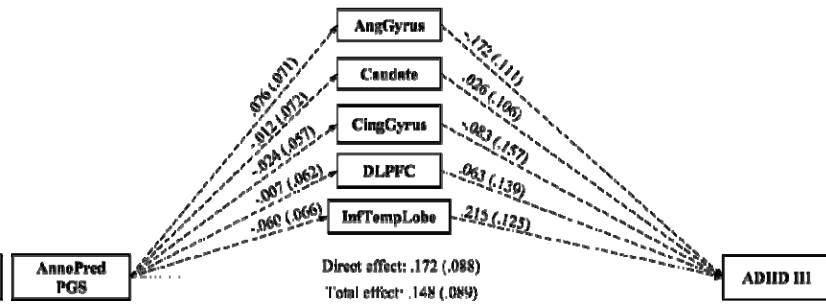 AngGyrus
-.172 (.111)
.076 (.071)
Caudate
.026 (.106)
-.012 (.072)
CingGyrus
-.083 (.157)
-.024 (.057)
DLPFC
.063 (.139)
-.007 (.062)
InfTempLobe
.215 (.125)
-.060 (.066)
AnnoPred
PGS
Direct effect: .172 (.088)
Total effect: .148 (.089)
ADHD III